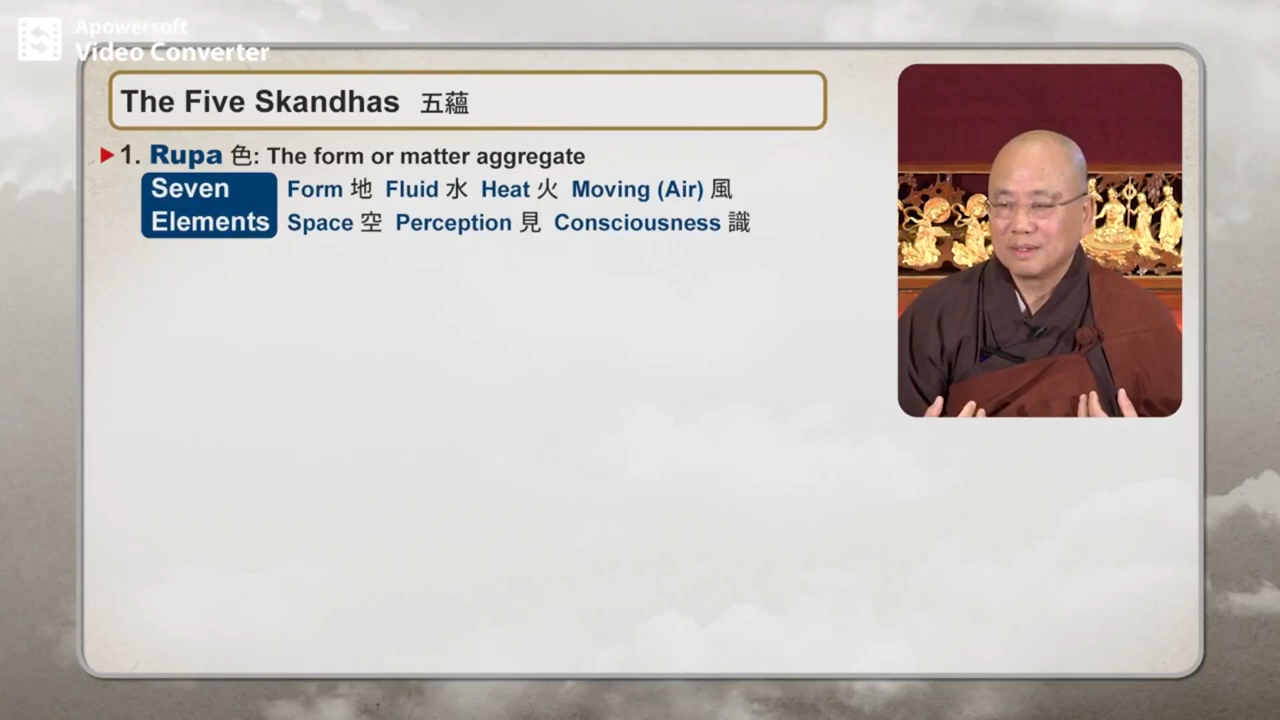 Apowersoft
Video Converter
The Five Skandhas 五蘊
1. Rupa 色: The form or matter aggregate
Seven Elements
Form 地 Fluid 水 Heat 火 Moving (Air) 風
Space 空 Perception 見 Consciousness 識